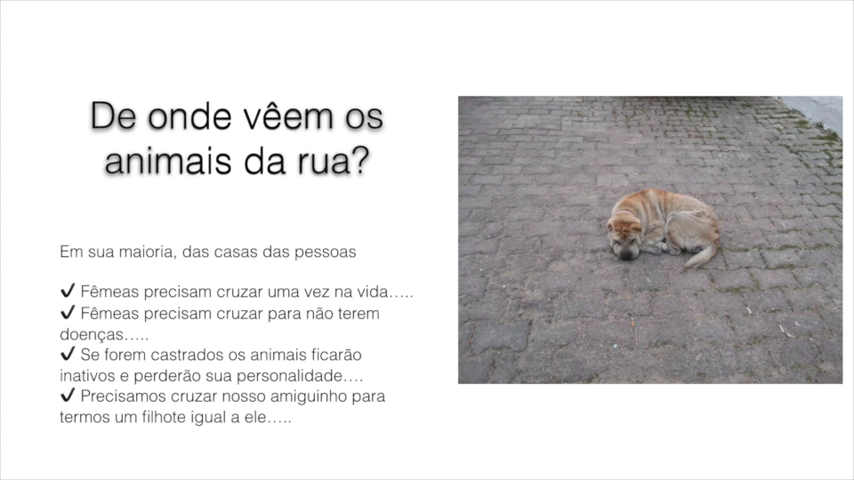 De onde vêem os
animais da rua?
Em sua maioria, das casas das pessoas
✔ Fêmeas precisam cruzar uma vez na vida…..
✔ Fêmeas precisam cruzar para não terem
doenças…..
✔ Se forem castrados os animais ficarão
inativos e perderão sua personalidade….
✔ Precisamos cruzar nosso amiguinho para
termos um filhote igual a ele…..